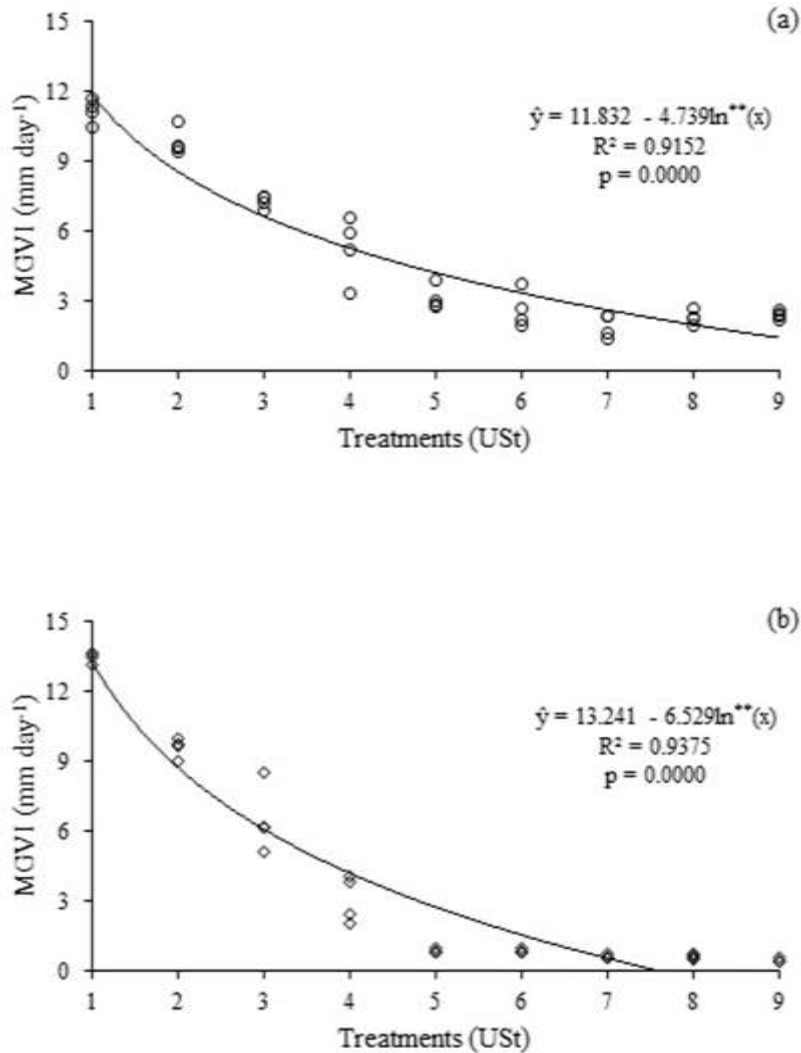 (a)
15
12
9
6
3
0
MGVI (mm day-1)
ŷ = 11.832 - 4.739ln**(x)
R² = 0.9152
p = 0.0000
1 2 3 4 5 6 7 8 9
Treatments (USt)
(b)
15
12
9
6
3
0
MGVI (mm day-1)
ŷ = 13.241 - 6.529ln**(x)
R² = 0.9375
p = 0.0000
1 2 3 4 5 6 7 8 9
Treatments (USt)